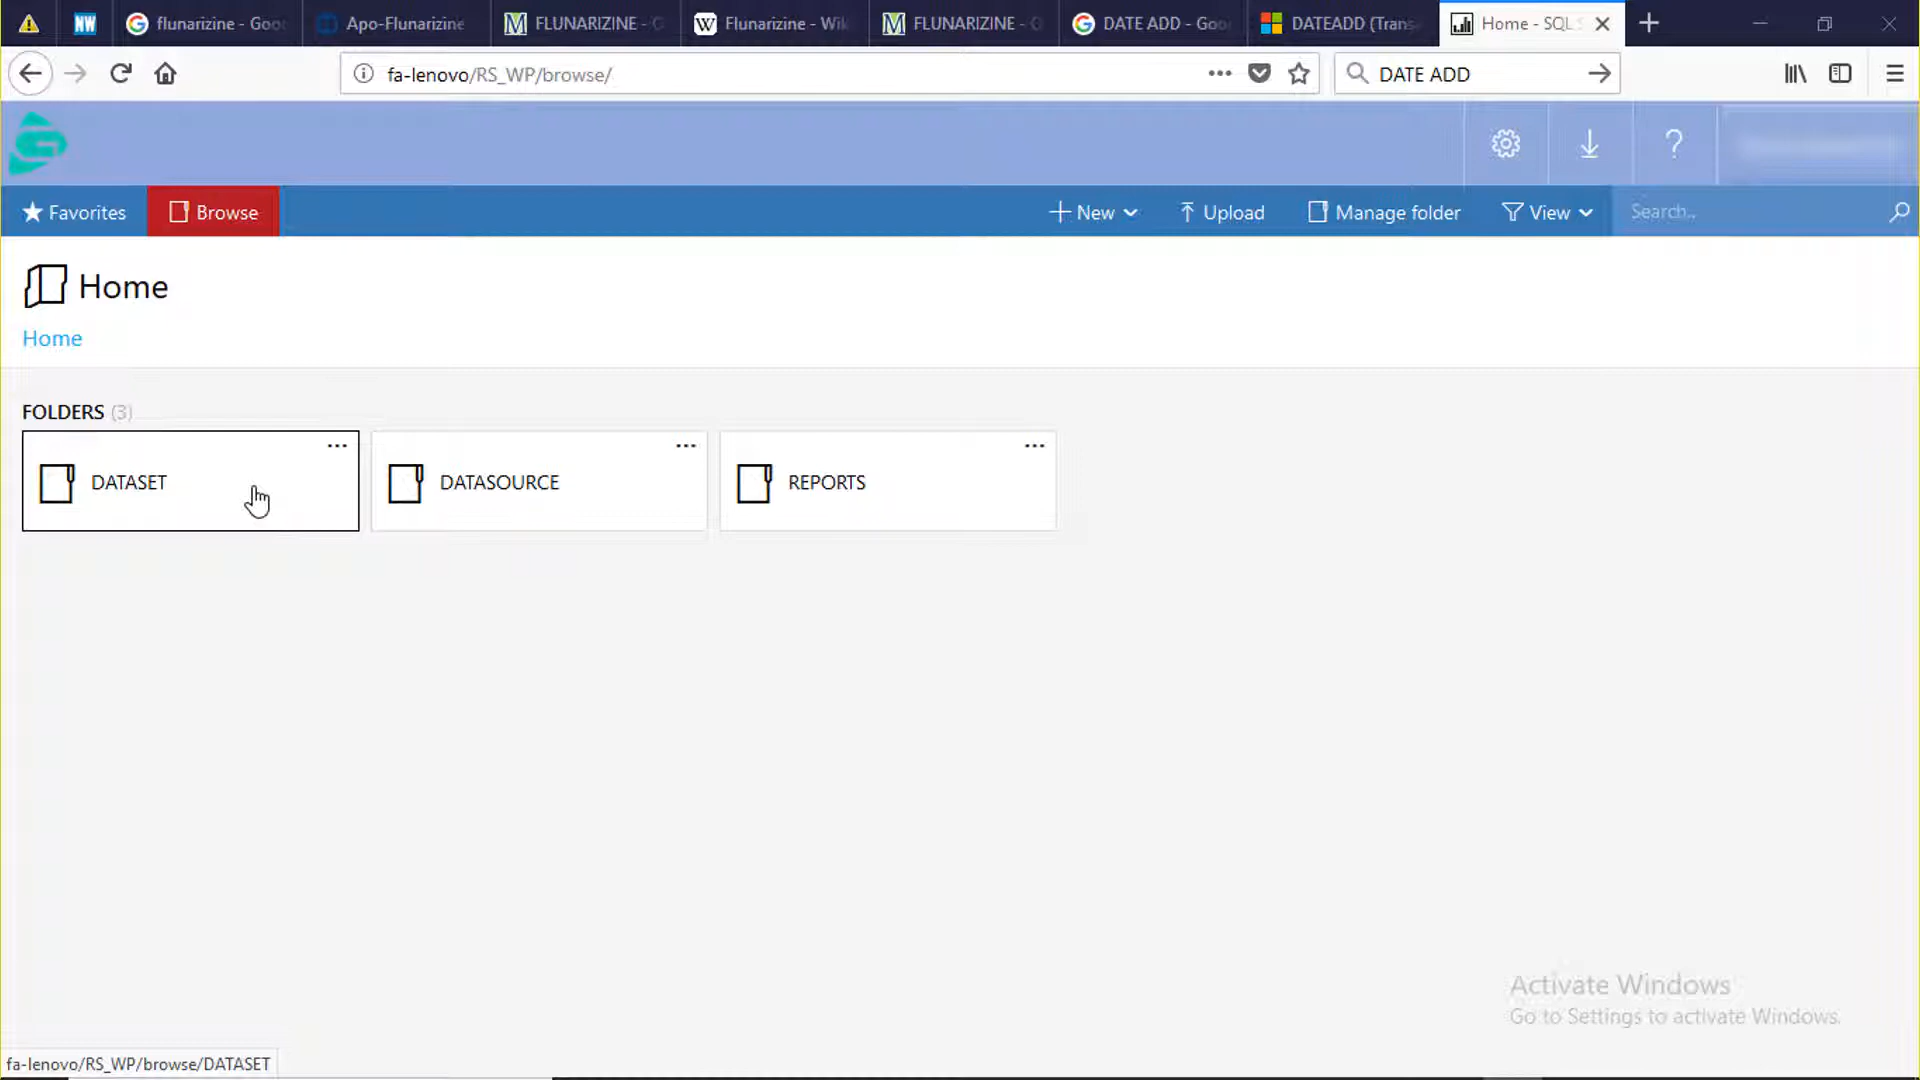 NW
flunarizine - Goo
Apo-Flunarizine
FLUNARIZINE - C
Flunarizine - Wik
FLUNARIZINE - C
DATE ADD - Goo
DATEADD (Trans
Home - SQL S
fa-lenovo/RS_WP/browse/
DATE ADD
Favorites
Browse
New
Upload
Manage folder
View
Search..
Home
Home
FOLDERS (3)
DATASET
DATASOURCE
REPORTS
Activate Windows
Go to Settings to activate Windows.
fa-lenovo/RS_WP/browse/DATASET